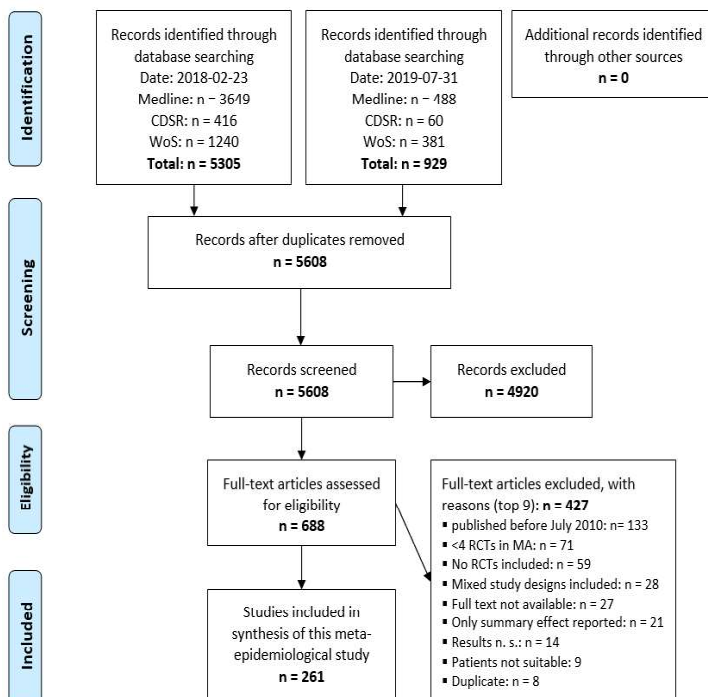 Identification
Records identified through
database searching
Date: 2018-02-23
Medline: n = 3649
CDSR: n = 416
WoS: n = 1240
Total: n = 5305
Records identified through
database searching
Date: 2019-07-31
Medline: n = 488
CDSR: n = 60
WoS: n = 381
Total: n = 929
Additional records identified
through other sources
n = 0
Screening
Records after duplicates removed
n = 5608
Records screened
n = 5608
Records excluded
n = 4920
Eligibility
Full-text articles assessed
for eligibility
n = 688
Full-text articles excluded, with
reasons (top 9): n = 427
▪ published before July 2010: n= 133
▪ <4 RCTs in MA: n = 71
▪ No RCTs included: n = 59
▪ Mixed study designs included: n = 28
▪ Full text not available: n = 27
▪ Only summary effect reported: n = 21
▪ Results n. s.: n = 14
▪ Patients not suitable: 9
▪ Duplicate: n = 8
Included
Studies included in
synthesis of this meta-
epidemiological study
n = 261